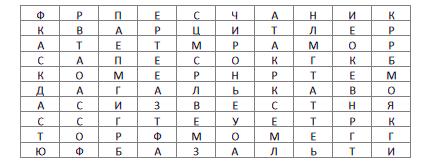 Ф Р П Е С Ч А Н И К
К В А Р Ц И Т Л Е Р
А Т Е Т М Р А М О Р
С А П Е С О К Г К Б
К О М Е Р Н Р Т Е М
Д А Г А Л Ь К А В О
А С И З В Е С Т Н Я
С С Г Т Е У Е Т Р К
Т О Р Ф М О М Е Г Г
Ю Ф Б А З А Л Ь Т И